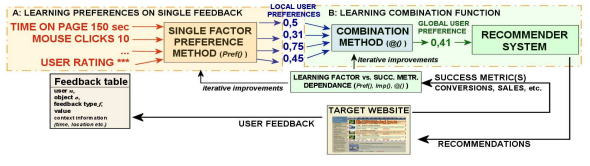 A: LEARNING PREFERENCES ON SINGLE FEEDBACK
LOCAL USER
PREFERENCES
B: LEARNING COMBINATION FUNCTION
TIME ON PAGE 150 sec
MOUSE CLICKS 10
...
USER RATING ***
SINGLE FACTOR
PREFERENCE
METHOD (Pref())
0,5
0,31
0,75
0,45
COMBINATION
METHOD (@())
GLOBAL USER
PREFERENCE
0,41
RECOMMENDER
SYSTEM
iterative improvements
iterative improvements
LEARNING FACTOR vs. SUCC. METR.
DEPENDANCE (Pref(), Imp(), @())
SUCCESS METRIC(S)
CONVERSIONS, SALES, etc.
Feedback table
user
object
feedback type
value
context information
(time, location etc.)
USER FEEDBACK
TARGET WEBSITE
RECOMMENDATIONS